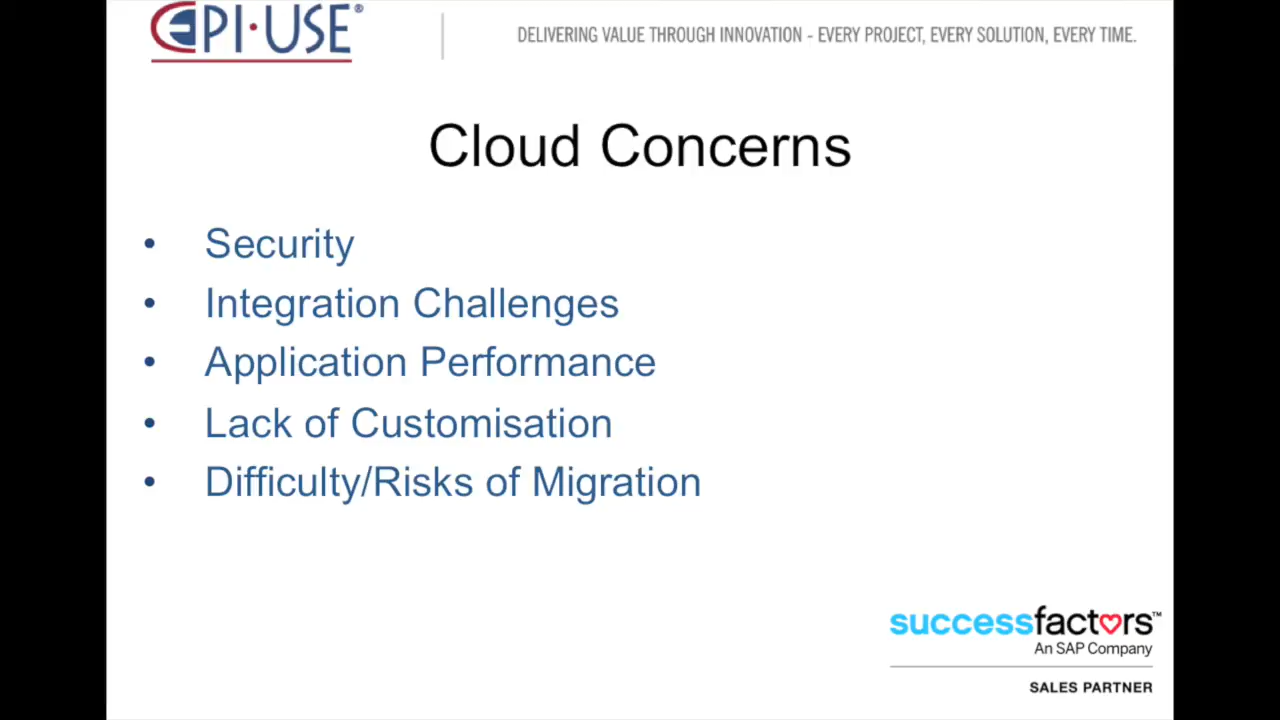 EPI·USE®
DELIVERING VALUE THROUGH INNOVATION - EVERY PROJECT, EVERY SOLUTION, EVERY TIME.
Cloud Concerns
• Security
• Integration Challenges
• Application Performance
• Lack of Customisation
• Difficulty/Risks of Migration
successfactors™
An SAP Company
SALES PARTNER